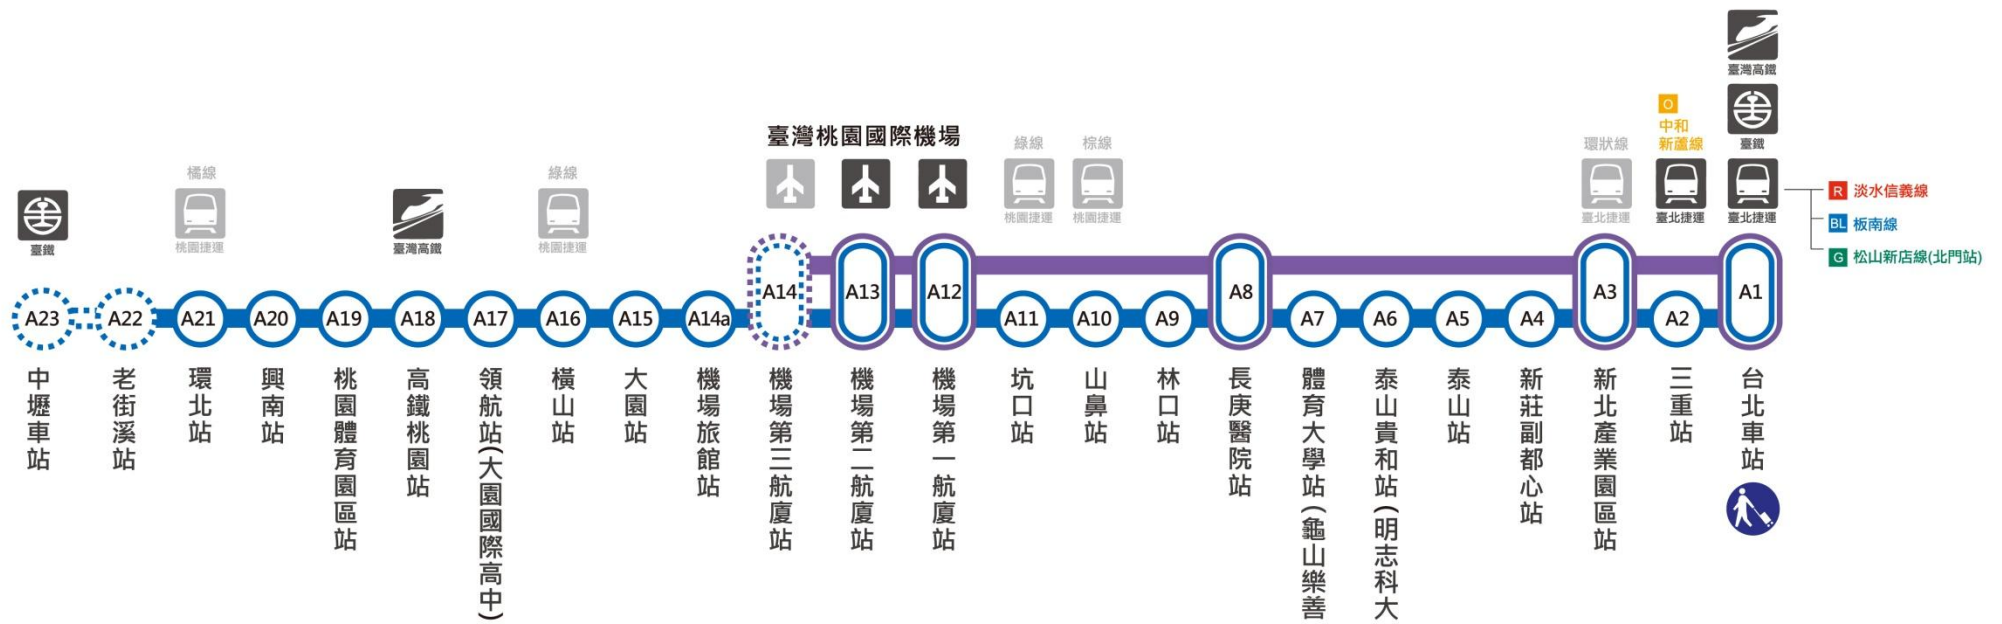 臺灣高鐵
臺鐵
臺北捷運
R 淡水信義線
BL 板南線
G 松山新店線(北門站)
O
中和
新蘆線
臺北捷運
環狀線
臺北捷運
棕線
桃園捷運
綠線
桃園捷運
臺灣桃園國際機場
綠線
桃園捷運
臺灣高鐵
橘線
桃園捷運
臺鐵
A23
A22
A21
A20
A19
A18
A17
A16
A15
A14a
A14
A13
A12
A11
A10
A9
A8
A7
A6
A5
A4
A3
A2
A1
中壢車站
老街溪站
環北站
興南站
桃園體育園區站
高鐵桃園站
領航站(大園國際高中)
橫山站
大園站
機場旅館站
機場第三航廈站
機場第二航廈站
機場第一航廈站
坑口站
山鼻站
林口站
長庚醫院站
體育大學站(龜山樂善
泰山貴和站(明志科大
泰山站
新莊副都心站
新北產業園區站
三重站
台北車站